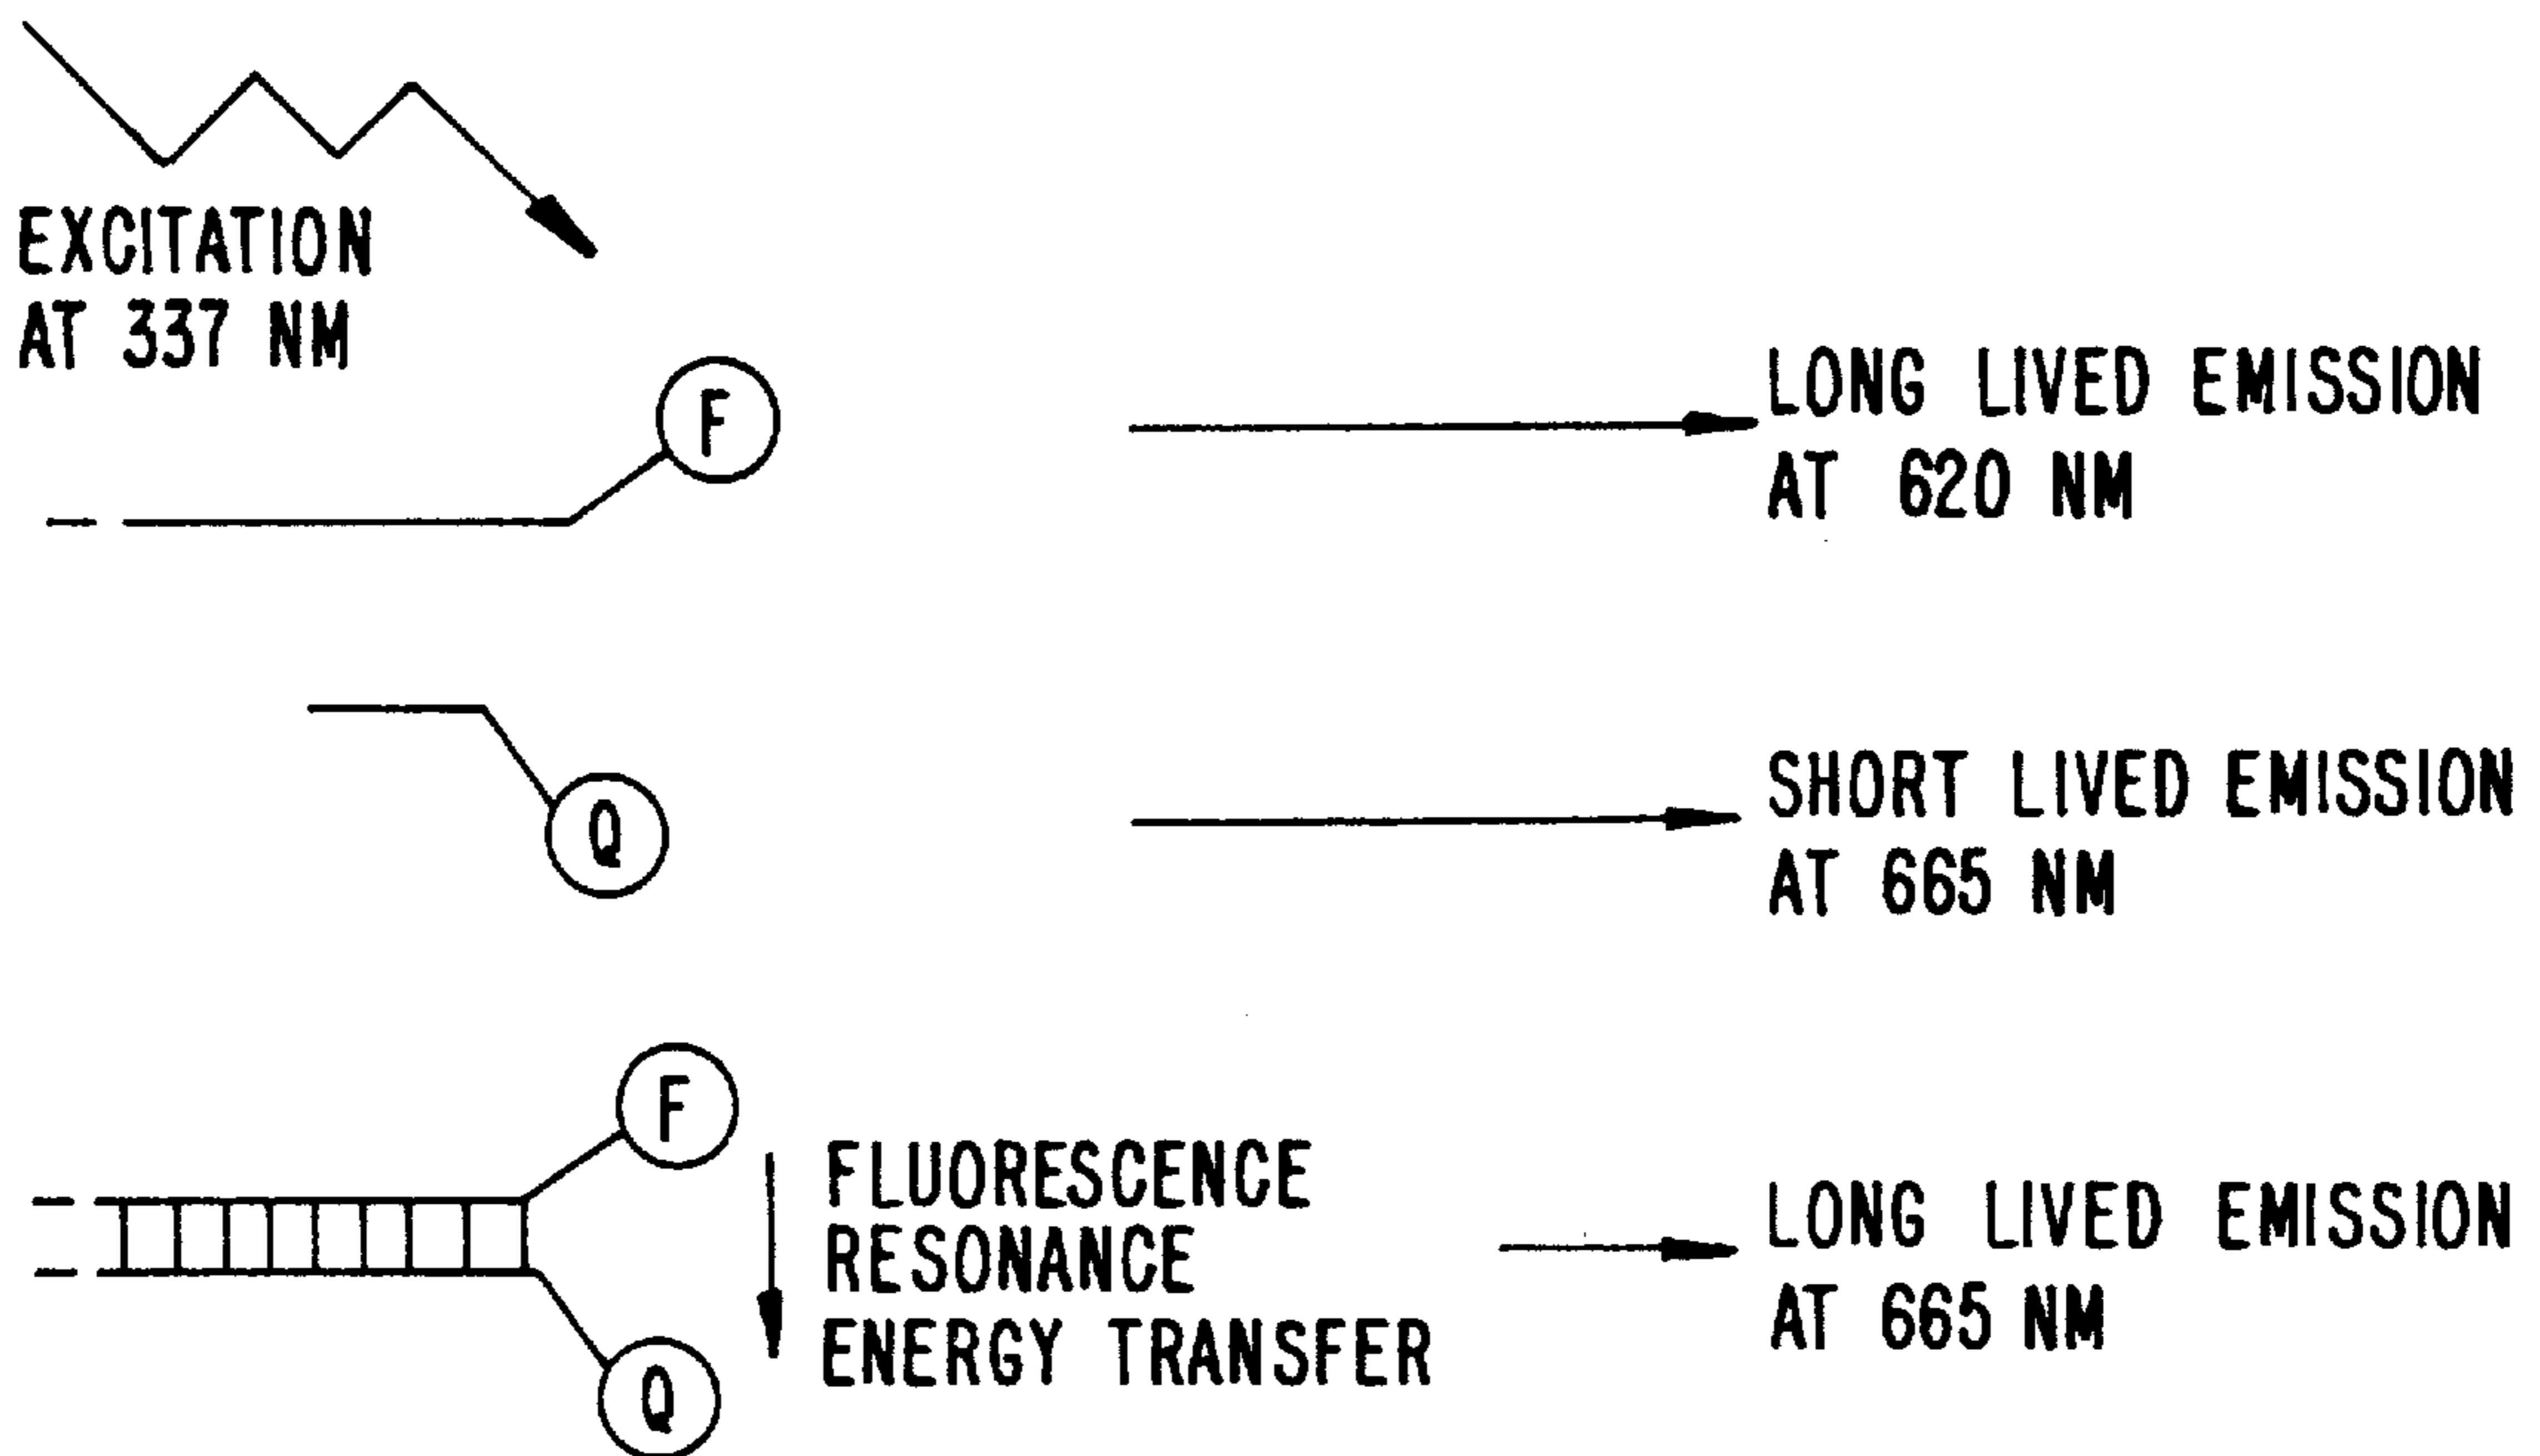 EXCITATION
AT 337 NM
F
LONG LIVED EMISSION
AT 620 NM
Q
SHORT LIVED EMISSION
AT 665 NM
F
FLUORESCENCE
RESONANCE
ENERGY TRANSFER
LONG LIVED EMISSION
AT 665 NM
Q